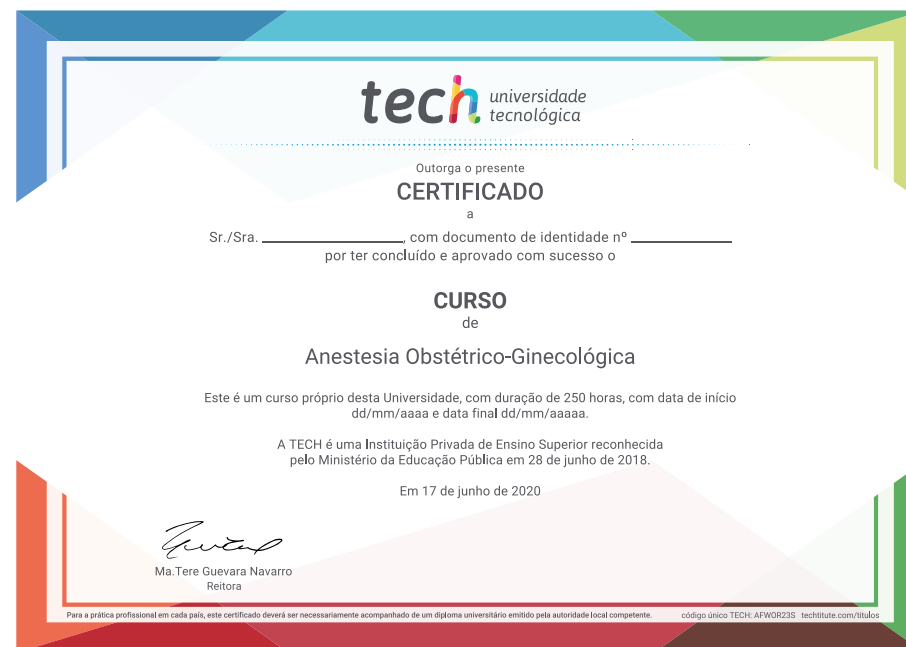 tech universidade
tecnológica
Outorga o presente
CERTIFICADO
a
Sr./Sra. ____________, com documento de identidade nº ____________
por ter concluído e aprovado com sucesso o
CURSO
de
Anestesia Obstétrico-Ginecológica
Este é um curso próprio desta Universidade, com duração de 250 horas, com data de início
dd/mm/aaaa e data final dd/mm/aaaaa.
A TECH é uma Instituição Privada de Ensino Superior reconhecida
pelo Ministério da Educação Pública em 28 de junho de 2018.
Em 17 de junho de 2020
Ma.Tere Guevara Navarro
Reitora
Para a prática profissional em cada país, este certificado deverá ser necessariamente acompanhado de um diploma universitário emitido pela autoridade local competente. código único TECH: AFWOR23S techtitute.com/títulos